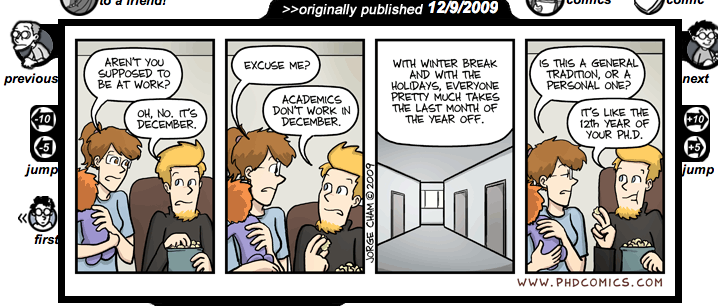 to a friend!
>>originally published 12/9/2009
comics
comic
previous
next
-10
-5
jump
+10
+5
jump
«
first
AREN'T YOU
SUPPOSED TO
BE AT WORK?
OH, NO. IT'S
DECEMBER.
EXCUSE ME?
ACADEMICS
DON'T WORK IN
DECEMBER.
WITH WINTER BREAK
AND WITH THE
HOLIDAYS, EVERYONE
PRETTY MUCH TAKES
THE LAST MONTH OF
THE YEAR OFF.
JORGE CHAM © 2009
IS THIS A GENERAL
TRADITION, OR A
PERSONAL ONE?
IT'S LIKE THE
12th YEAR OF
YOUR PH.D.
WWW.PHDCOMICS.COM